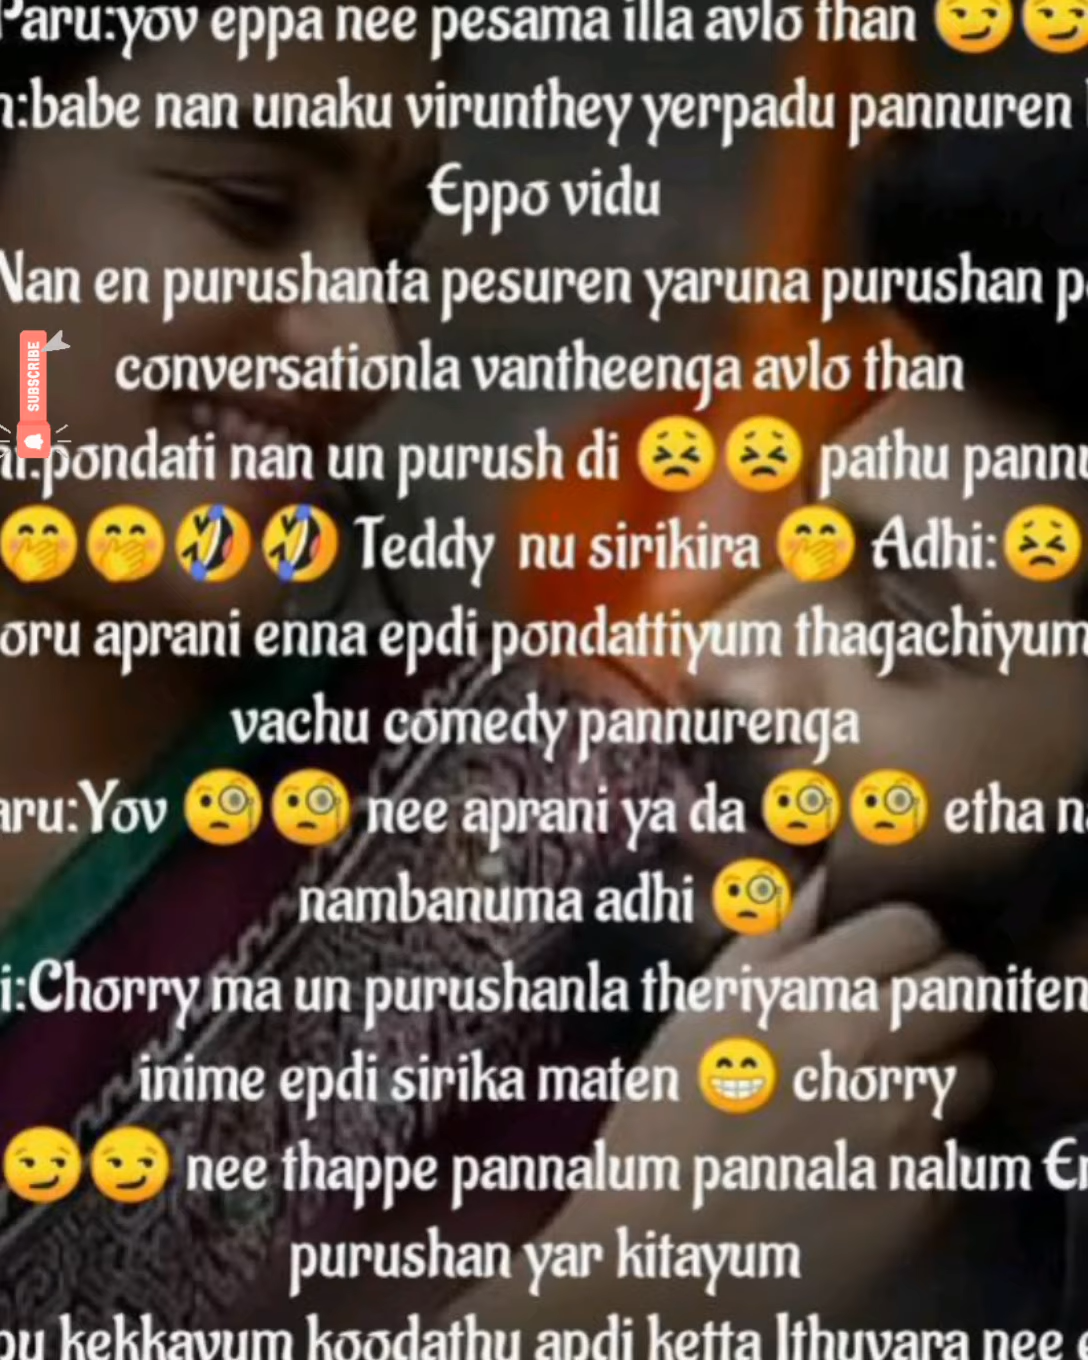 Paru:yov eppa nee pesama illa avlo than 😏😏
:babe nan unaku virunthey yerpadu pannuren
Eppo vidu
Nan en purushanta pesuren yaruna purushan
conversationla vantheenga avlo than
SUBSCRIBE
pondati nan un purush di 😣😣 pathu
🤭🤭🤣🤣 Teddy nu sirikira 🤭 Adhi:😣
oru aprani enna epdi pondattiyum thagachiyum
vachu comedy pannurenga
aru:Yov 🧐🧐 nee aprani ya da 🧐🧐 etha
nambanuma adhi 🧐
i:Chorry ma un purushanla theriyama panniten
inime epdi sirika maten 😁 chorry
😏😏 nee thappe pannalum pannala nalum
purushan yar kitayum
kekkavum koodathu apdi ketta Ithuvara nee